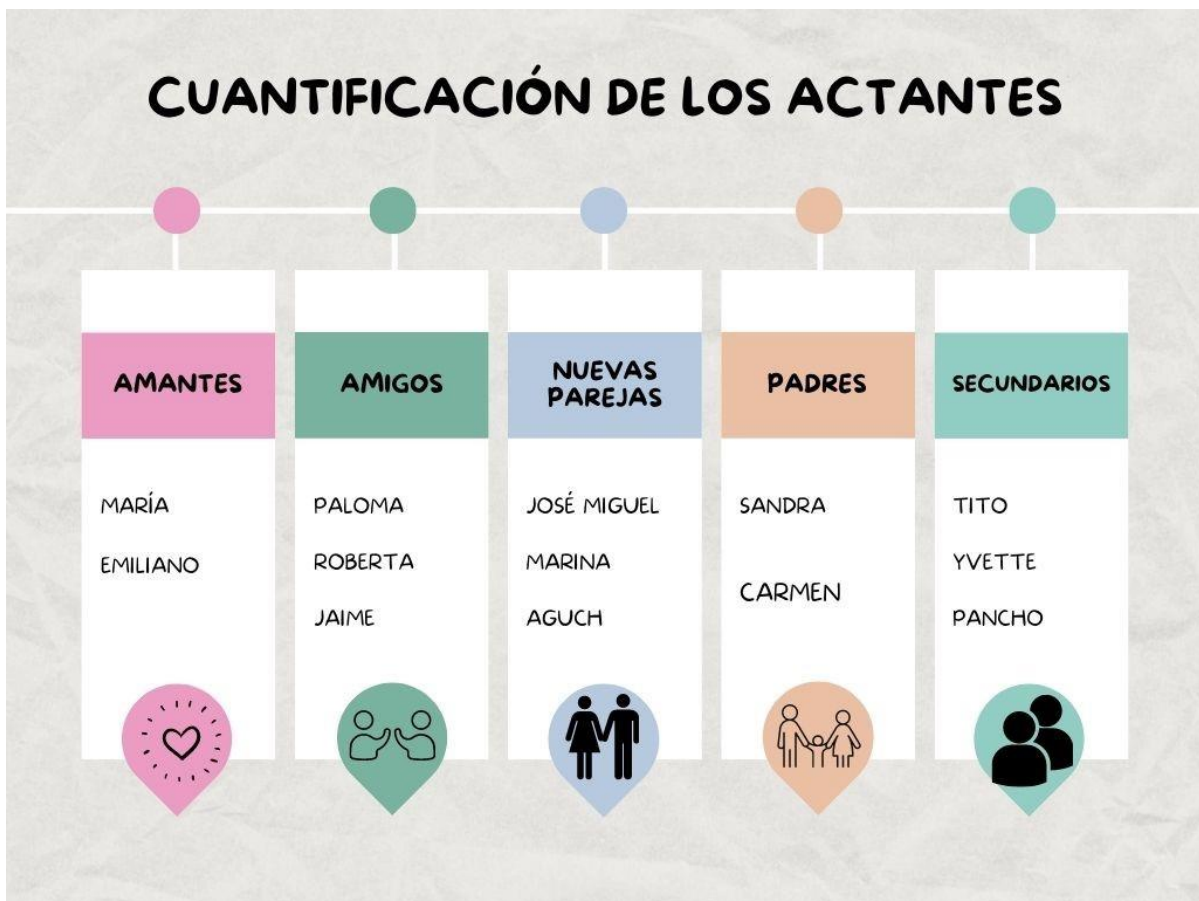 CUANTIFICACIÓN DE LOS ACTANTES
AMANTES
MARÍA
EMILIANO
AMIGOS
PALOMA
ROBERTA
JAIME
NUEVAS
PAREJAS
JOSÉ MIGUEL
MARINA
AGUCH
PADRES
SANDRA
CARMEN
SECUNDARIOS
TITO
YVETTE
PANCHO